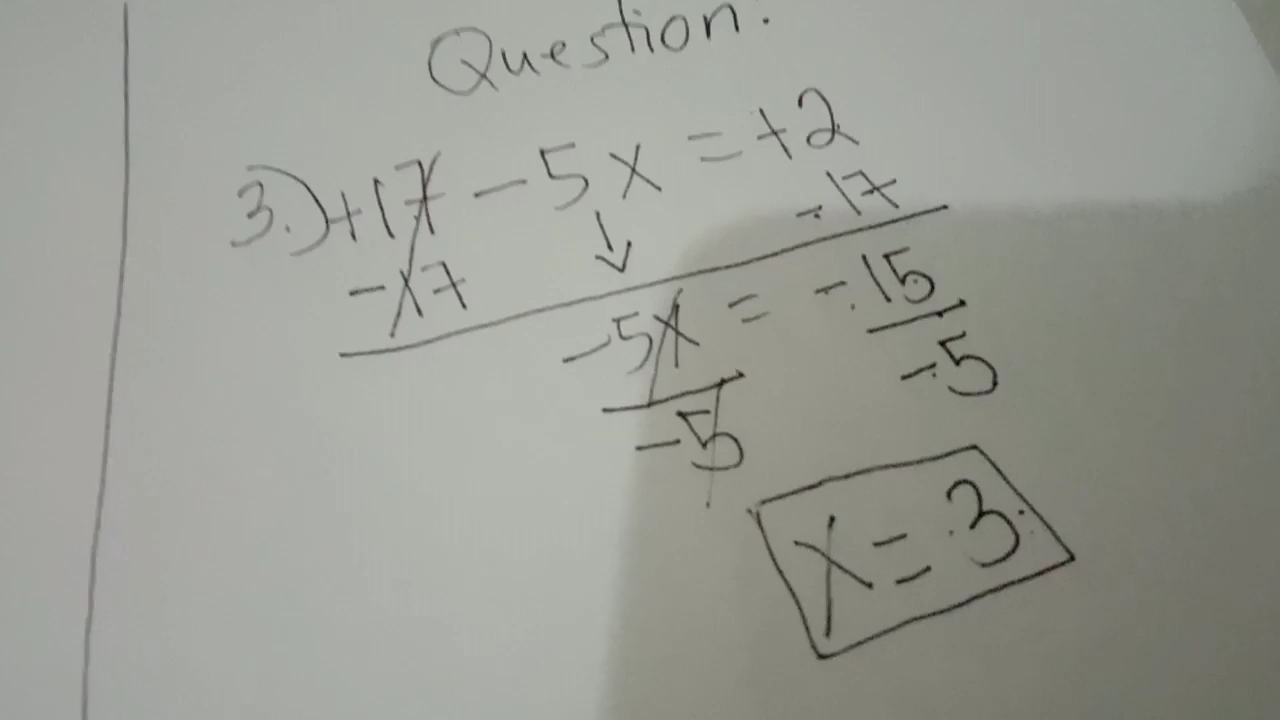 Question.
3.) +17 - 5x = +2
-17 -17
-5x = -15
-5 -5
x = 3